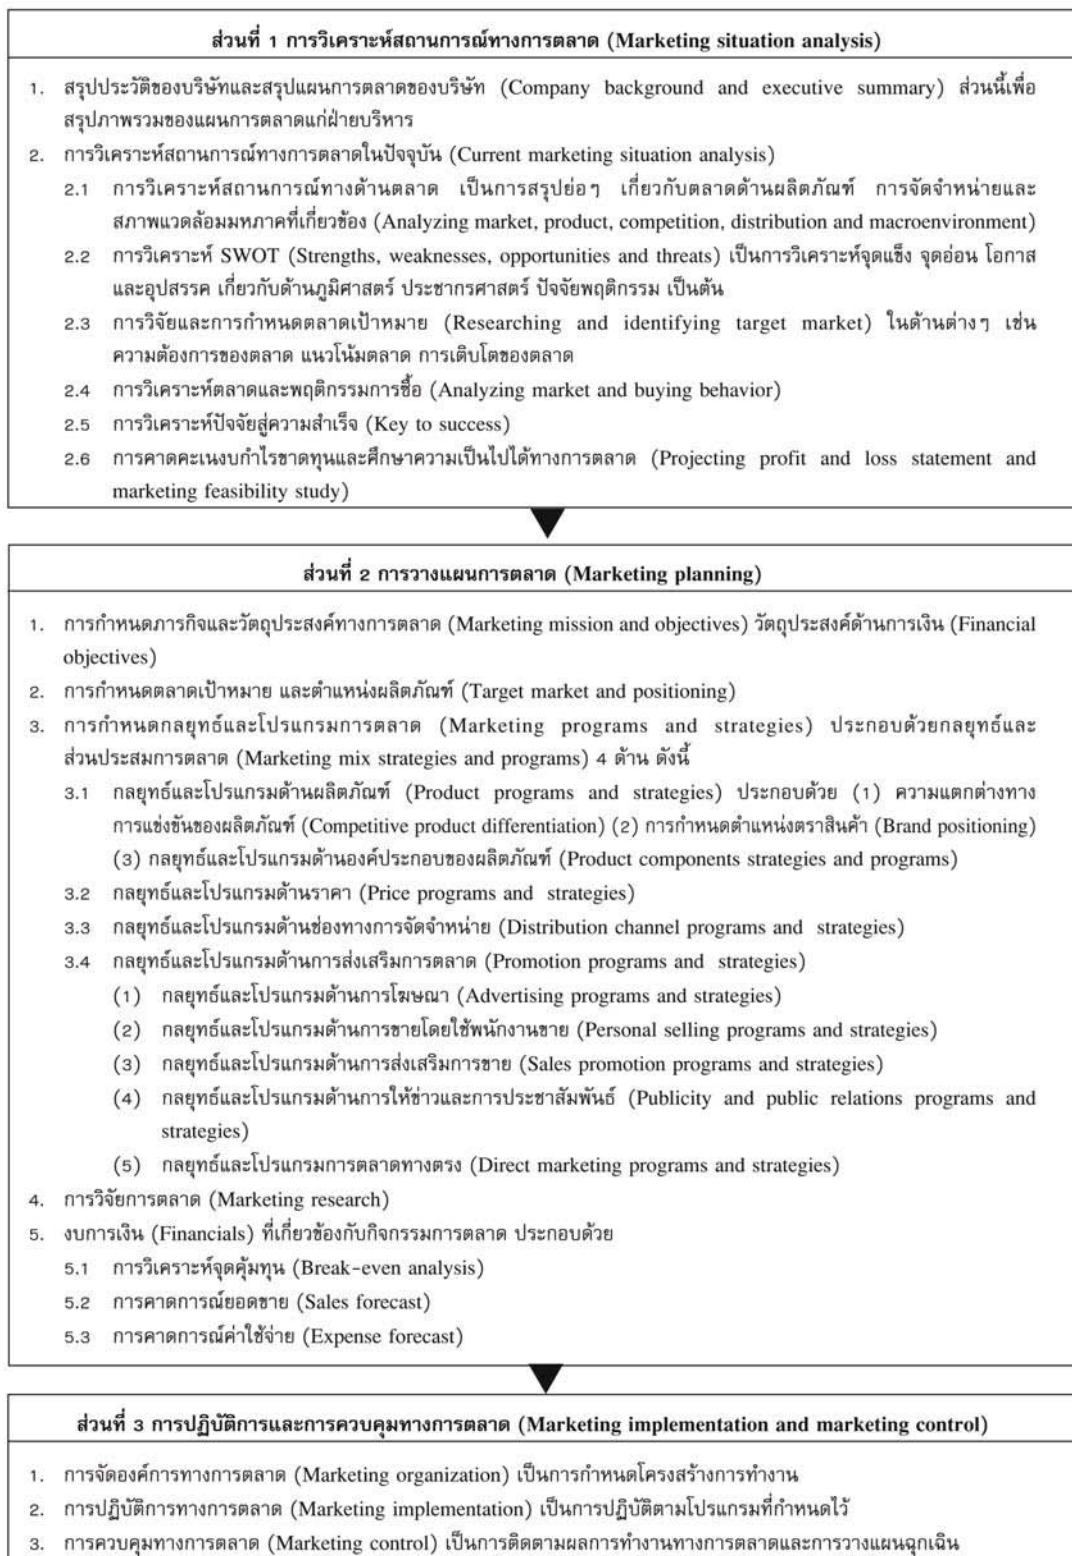 ส่วนที่ 1 การวิเคราะห์สถานการณ์ทางการตลาด (Marketing situation analysis)
1. สรุปประวัติของบริษัทและสรุปแผนการตลาดของบริษัท (Company background and executive summary) ส่วนนี้เพื่อ
สรุปภาพรวมของแผนการตลาดแก่ฝ่ายบริหาร
2. การวิเคราะห์สถานการณ์ทางการตลาดในปัจจุบัน (Current marketing situation analysis)
2.1 การวิเคราะห์สถานการณ์ทางด้านตลาด เป็นการสรุปย่อๆ เกี่ยวกับตลาดด้านผลิตภัณฑ์ การจัดจำหน่ายและ
สภาพแวดล้อมมหภาคที่เกี่ยวข้อง (Analyzing market, product, competition, distribution and macroenvironment)
2.2 การวิเคราะห์ SWOT (Strengths, weaknesses, opportunities and threats) เป็นการวิเคราะห์จุดแข็ง จุดอ่อน โอกาส
และอุปสรรค เกี่ยวกับด้านภูมิศาสตร์ ประชากรศาสตร์ ปัจจัยพฤติกรรม เป็นต้น
2.3 การวิจัยและการกำหนดตลาดเป้าหมาย (Researching and identifying target market) ในด้านต่างๆ เช่น
ความต้องการของตลาด แนวโน้มตลาด การเติบโตของตลาด
2.4 การวิเคราะห์ตลาดและพฤติกรรมการซื้อ (Analyzing market and buying behavior)
2.5 การวิเคราะห์ปัจจัยสู่ความสำเร็จ (Key to success)
2.6 การคาดคะเนงบกำไรขาดทุนและศึกษาความเป็นไปได้ทางการตลาด (Projecting profit and loss statement and
marketing feasibility study)
ส่วนที่ 2 การวางแผนการตลาด (Marketing planning)
1. การกำหนดภารกิจและวัตถุประสงค์ทางการตลาด (Marketing mission and objectives) วัตถุประสงค์ด้านการเงิน (Financial
objectives)
2. การกำหนดตลาดเป้าหมาย และตำแหน่งผลิตภัณฑ์ (Target market and positioning)
3. การกำหนดกลยุทธ์และโปรแกรมการตลาด (Marketing programs and strategies) ประกอบด้วยกลยุทธ์และ
ส่วนประสมการตลาด (Marketing mix strategies and programs) 4 ด้าน ดังนี้
3.1 กลยุทธ์และโปรแกรมด้านผลิตภัณฑ์ (Product programs and strategies) ประกอบด้วย (1) ความแตกต่างทาง
การแข่งขันของผลิตภัณฑ์ (Competitive product differentiation) (2) การกำหนดตำแหน่งตราสินค้า (Brand positioning)
(3) กลยุทธ์และโปรแกรมด้านองค์ประกอบของผลิตภัณฑ์ (Product components strategies and programs)
3.2 กลยุทธ์และโปรแกรมด้านราคา (Price programs and strategies)
3.3 กลยุทธ์และโปรแกรมด้านช่องทางการจัดจำหน่าย (Distribution channel programs and strategies)
3.4 กลยุทธ์และโปรแกรมด้านการส่งเสริมการตลาด (Promotion programs and strategies)
(1) กลยุทธ์และโปรแกรมด้านการโฆษณา (Advertising programs and strategies)
(2) กลยุทธ์และโปรแกรมด้านการขายโดยใช้พนักงานขาย (Personal selling programs and strategies)
(3) กลยุทธ์และโปรแกรมด้านการส่งเสริมการขาย (Sales promotion programs and strategies)
(4) กลยุทธ์และโปรแกรมด้านการให้ข่าวและการประชาสัมพันธ์ (Publicity and public relations programs and
strategies)
(5) กลยุทธ์และโปรแกรมการตลาดทางตรง (Direct marketing programs and strategies)
4. การวิจัยการตลาด (Marketing research)
5. งบการเงิน (Financials) ที่เกี่ยวข้องกับกิจกรรมการตลาด ประกอบด้วย
5.1 การวิเคราะห์จุดคุ้มทุน (Break-even analysis)
5.2 การคาดการณ์ยอดขาย (Sales forecast)
5.3 การคาดการณ์ค่าใช้จ่าย (Expense forecast)
ส่วนที่ 3 การปฏิบัติการและการควบคุมทางการตลาด (Marketing implementation and marketing control)
1. การจัดองค์การทางการตลาด (Marketing organization) เป็นการกำหนดโครงสร้างการทำงาน
2. การปฏิบัติการทางการตลาด (Marketing implementation) เป็นการปฏิบัติตามโปรแกรมที่กำหนดไว้
3. การควบคุมทางการตลาด (Marketing control) เป็นการติดตามผลการทำงานทางการตลาดและการวางแผนฉุกเฉิน